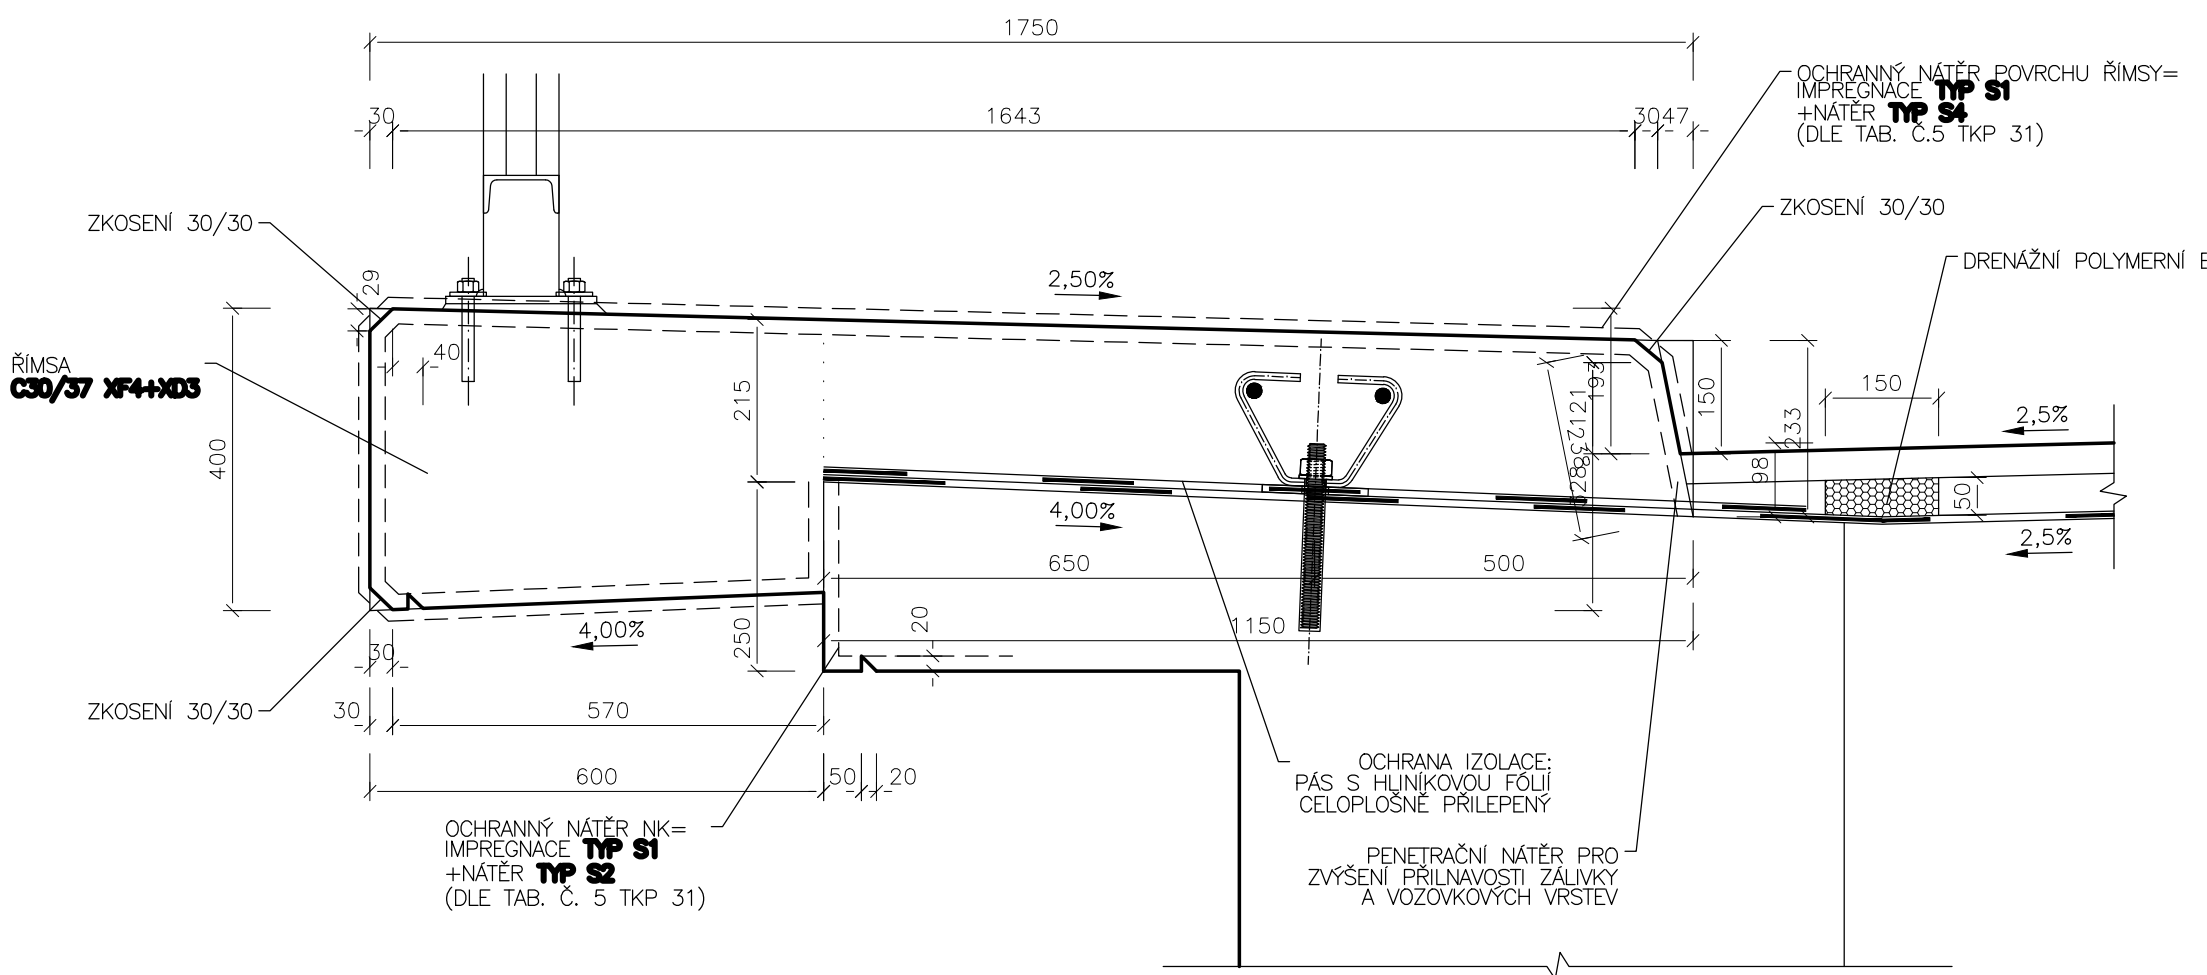 1750
30
1643
3047
OCHRANNÝ NÁTĚR POVRCHU ŘÍMSY=
IMPREGNACE TYP S1
+NÁTĚR TYP S4
(DLE TAB. Č.5 TKP 31)
ZKOSENÍ 30/30
ZKOSENÍ 30/30
DRENÁŽNÍ POLYMERNÍ
29
2,50%
40
ŘÍMSA
C30/37 XF4+XD3
400
215
193
121
150
233
150
2,5%
98
50
2,5%
4,00%
650
500
1150
20
250
4,00%
30
ZKOSENÍ 30/30
30
570
600
50
20
OCHRANNÝ NÁTĚR NK=
IMPREGNACE TYP S1
+NÁTĚR TYP S2
(DLE TAB. Č. 5 TKP 31)
OCHRANA IZOLACE:
PÁS S HLINÍKOVOU FÓLIÍ
CELOPLOŠNĚ PŘILEPENÝ
PENETRAČNÍ NÁTĚR PRO
ZVÝŠENÍ PŘILNAVOSTI ZÁLIVKY
A VOZOVKOVÝCH VRSTEV